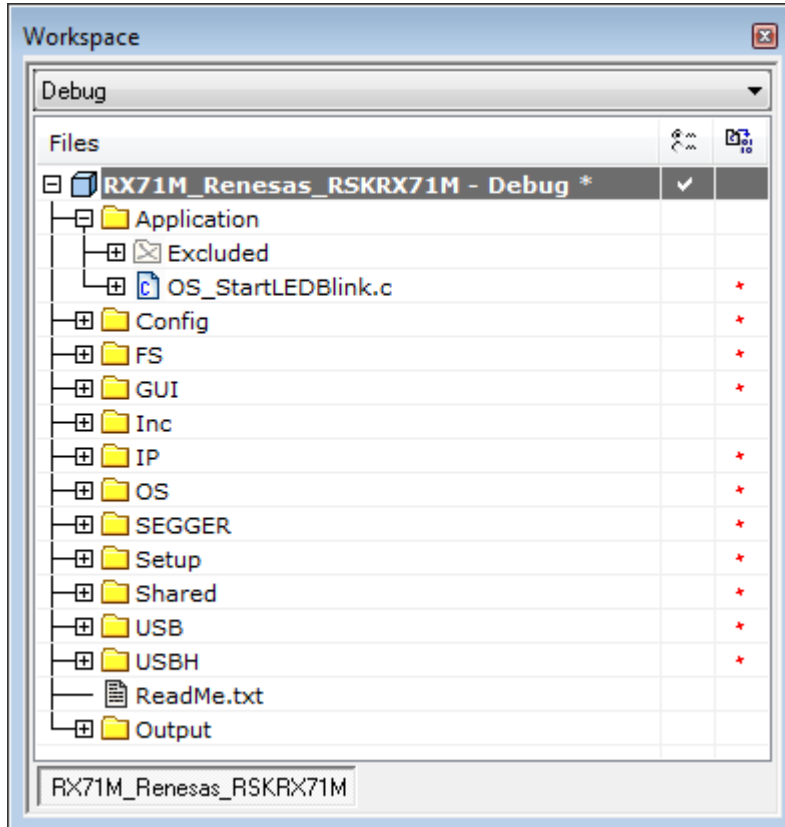 Workspace
Debug
Files
RX71M_Renesas_RSKRX71M - Debug *
Application
Excluded
OS_StartLEDBlink.c
Config
FS
GUI
Inc
IP
OS
SEGGER
Setup
Shared
USB
USBH
ReadMe.txt
Output
RX71M_Renesas_RSKRX71M